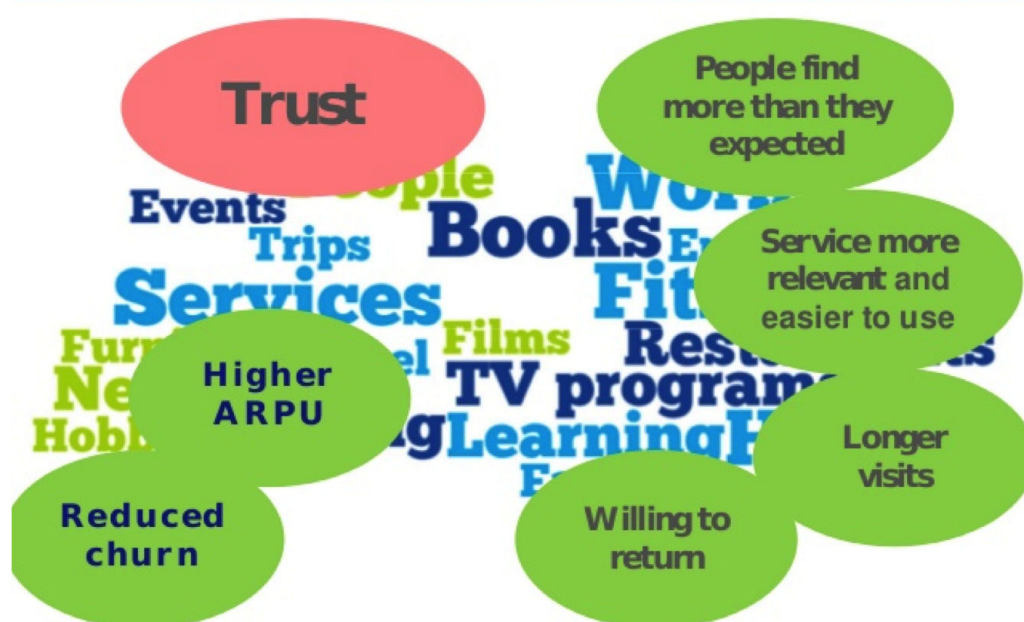 Trust
People find
more than they
expected
Events
Trips
Books
Service more
relevant and
easier to use
Services
Films
Higher
ARPU
TV
Learning
Longer
visits
Reduced
churn
Willing to
return